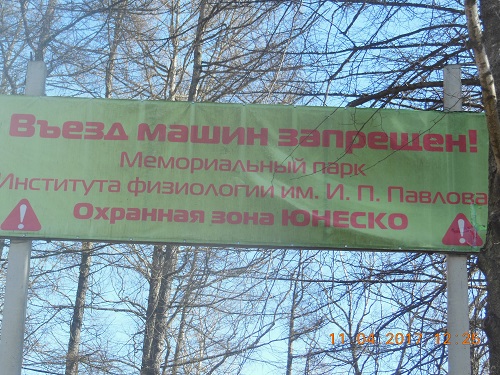 Въезд машин запрещен!
Мемориальный парк
Института физиологии им. И. П. Павлова
Охранная зона ЮНЕСКО
11.04.2017 12:26